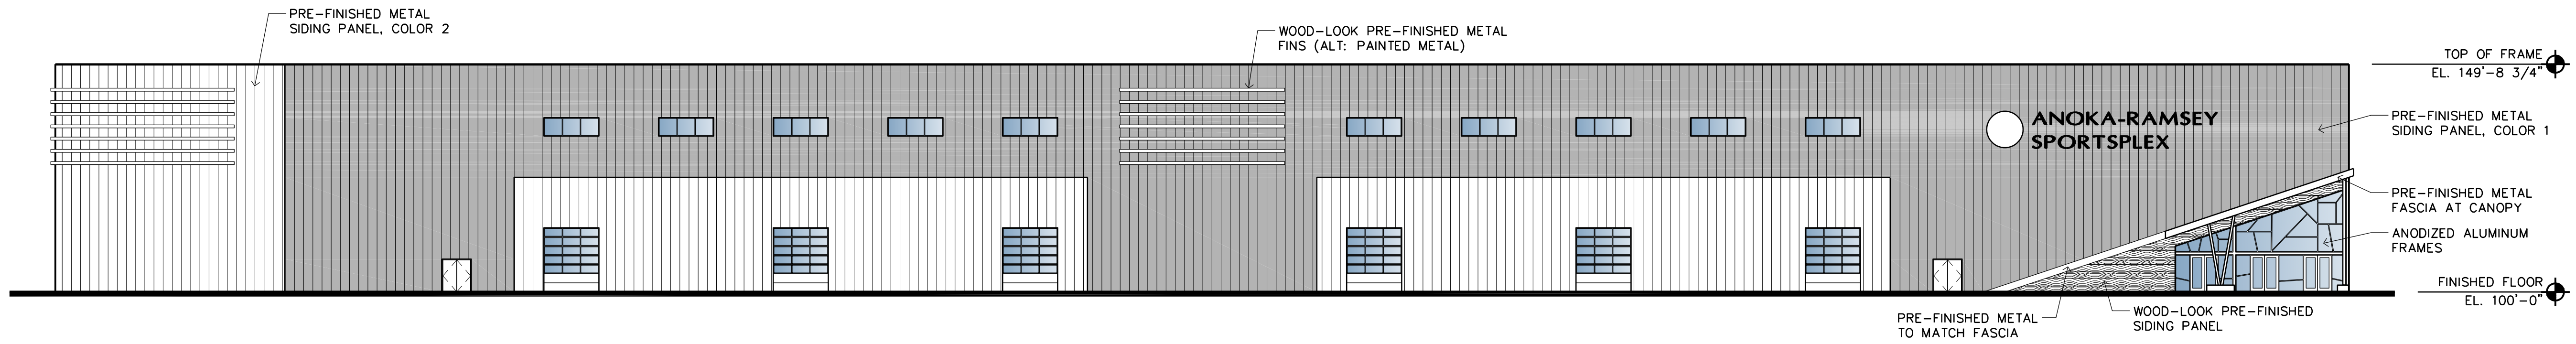 PRE-FINISHED METAL
SIDING PANEL, COLOR 2
WOOD-LOOK PRE-FINISHED METAL
FINS (ALT: PAINTED METAL)
TOP OF FRAME
EL. 149'-8 3/4"
ANOKA-RAMSEY
SPORTSPLEX
PRE-FINISHED METAL
SIDING PANEL, COLOR 1
PRE-FINISHED METAL
FASCIA AT CANOPY
ANODIZED ALUMINUM
FRAMES
FINISHED FLOOR
EL. 100'-0"
PRE-FINISHED METAL
TO MATCH FASCIA
WOOD-LOOK PRE-FINISHED
SIDING PANEL